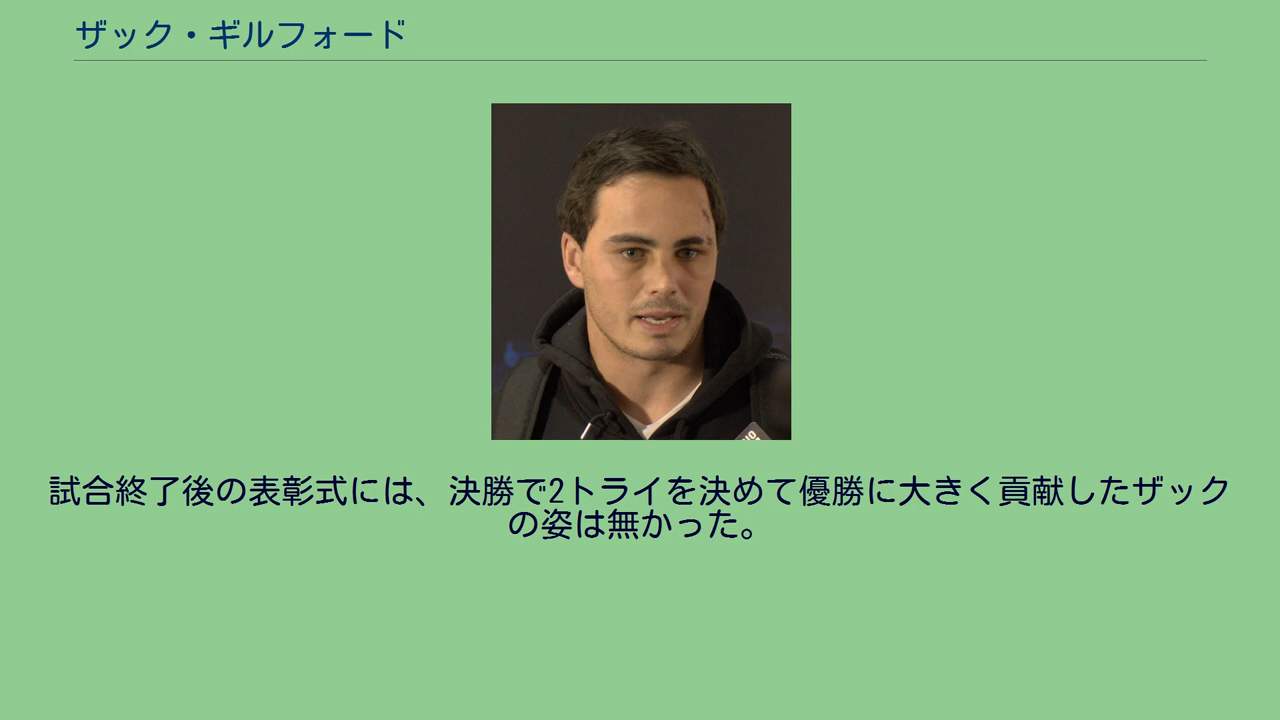 ザック・ギルフォード
試合終了後の表彰式には、決勝で2トライを決めて優勝に大きく貢献したザック
の姿は無かった。